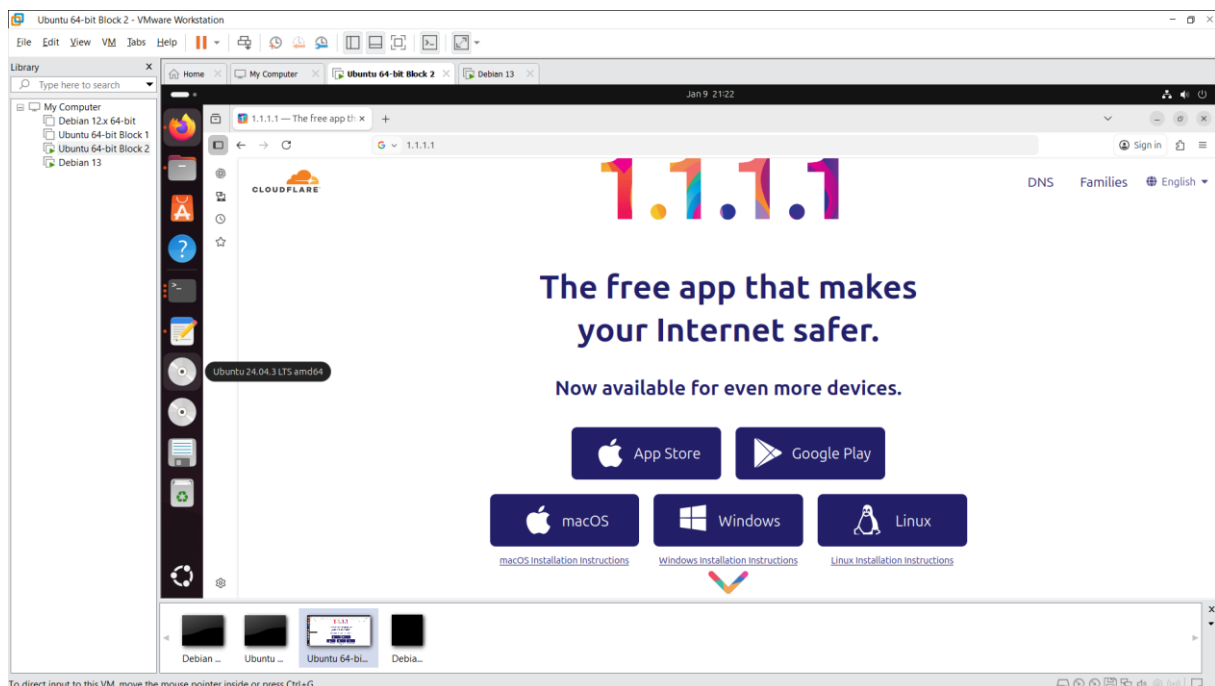 Ubuntu 64-bit Block 2 - VMware Workstation
File Edit View VM Tabs Help
Library X
Type here to search
My Computer
Debian 12.x 64-bit
Ubuntu 64-bit Block 1
Ubuntu 64-bit Block 2
Debian 13
Home My Computer Ubuntu 64-bit Block 2 Debian 13
Jan 9 21:22
1.1.1.1 — The free app th
1.1.1.1
Sign in
CLOUDFLARE
1.1.1.1
DNS Families English
The free app that makes
your Internet safer.
Ubuntu 24.04.3 LTS amd64
Now available for even more devices.
App Store Google Play
macOS Windows Linux
macOS Installation Instructions Windows Installation Instructions Linux Installation Instructions
Debian ... Ubuntu ... Ubuntu 64-bi... Debia...
To direct input to this VM, move the mouse pointer inside or press Ctrl+G.